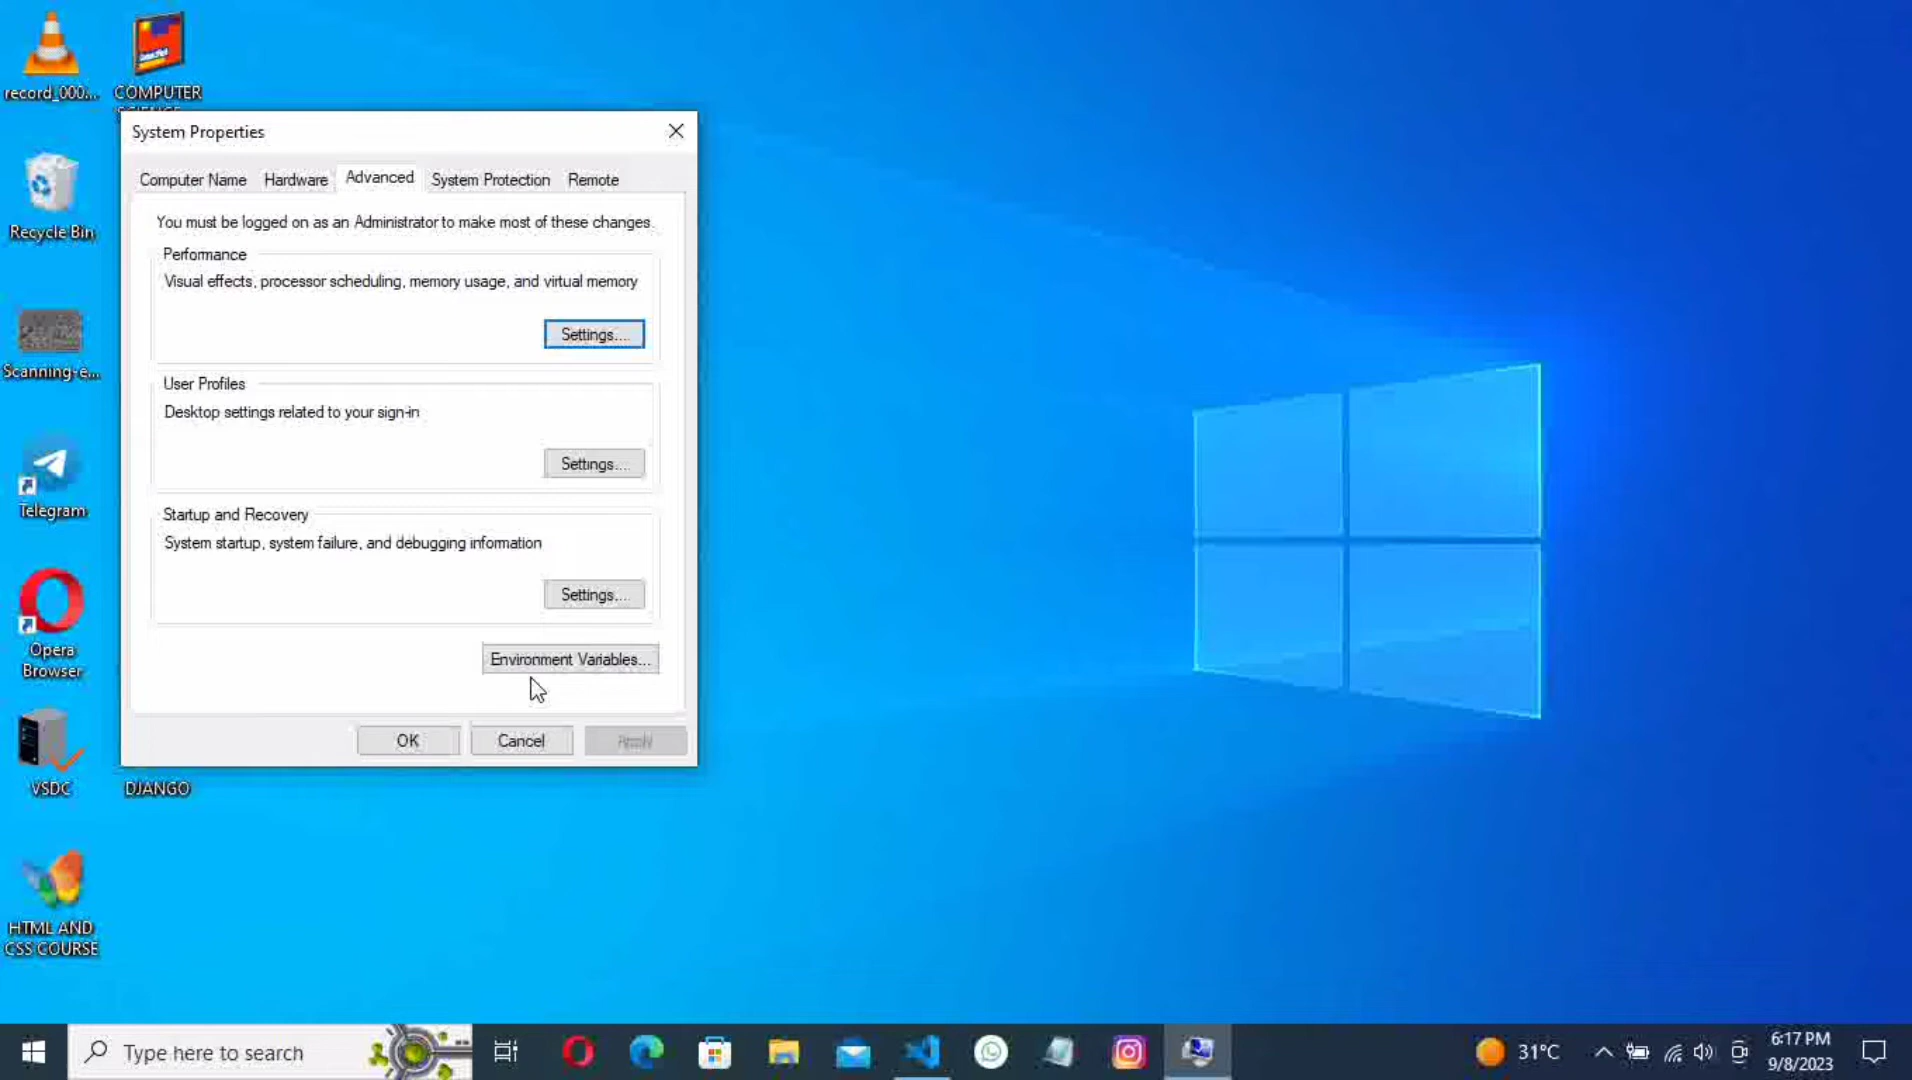 record_000...
COMPUTER
System Properties
Computer Name
Hardware
Advanced
System Protection
Remote
You must be logged on as an Administrator to make most of these changes.
Performance
Visual effects, processor scheduling, memory usage, and virtual memory
Settings...
User Profiles
Desktop settings related to your sign-in
Settings...
Startup and Recovery
System startup, system failure, and debugging information
Settings...
Environment Variables...
OK
Cancel
Apply
Recycle Bin
Scanning-e...
Telegram
Opera
Browser
VSDC
DJANGO
HTML AND
CSS COURSE
Type here to search
31°C
6:17 PM
9/8/2023